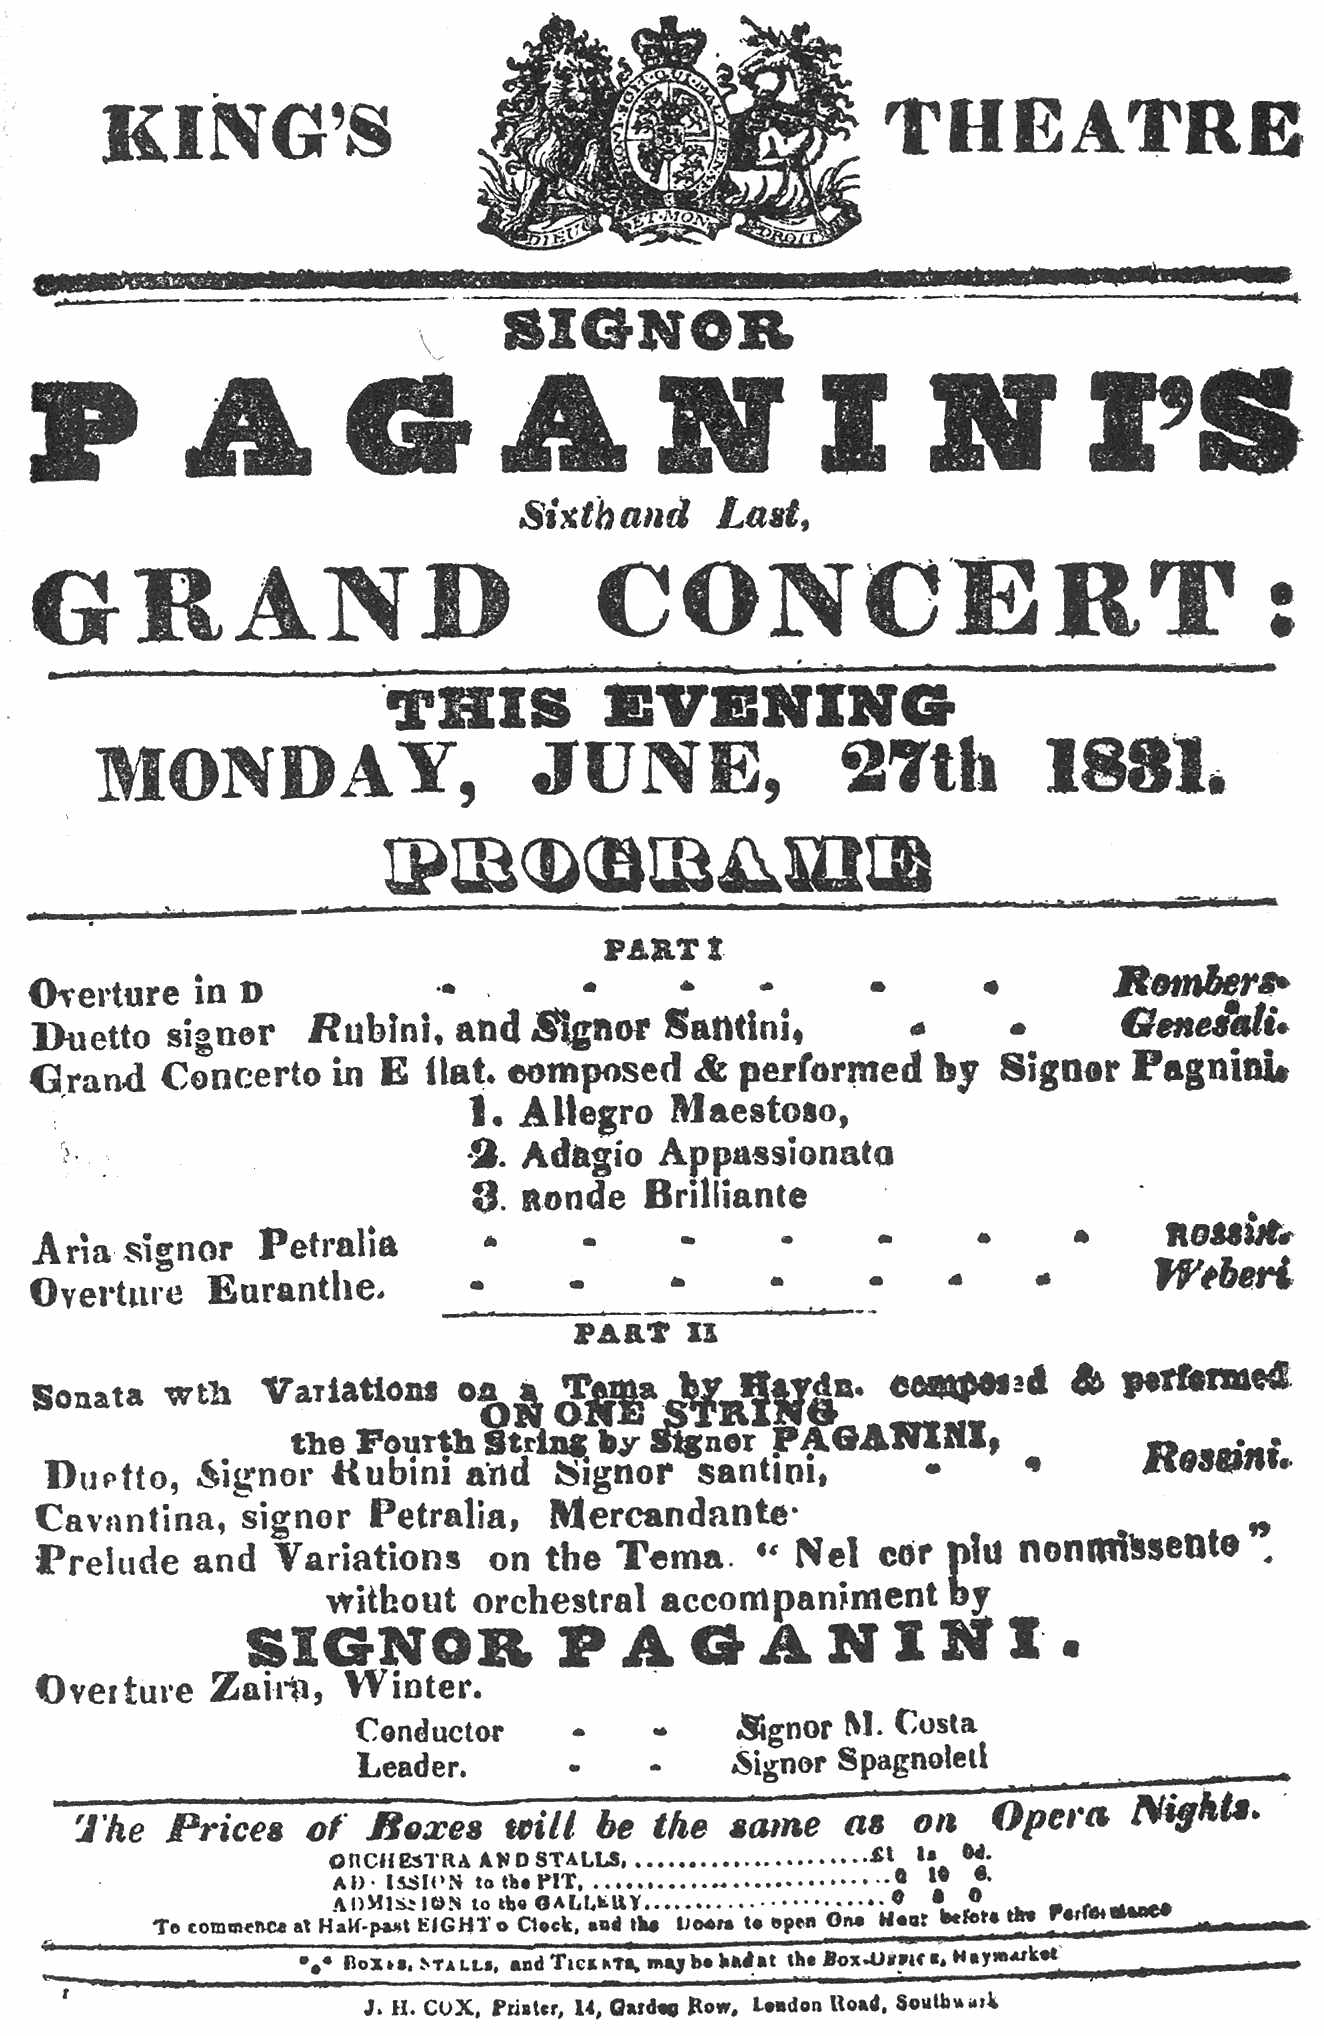 KING'S THEATRE
DIEU ET MON DROIT
SIGNOR
PAGANINI'S
Sixth and Last,
GRAND CONCERT:
THIS EVENING
MONDAY, JUNE, 27th 1831.
PROGRAME
PART I
Overture in D - - - - - - Rombers.
Duetto signor Rubini, and Signor Santini, - - Genesali.
Grand Concerto in E flat. composed & performed by Signor Pagnini.
1. Allegro Maestoso,
2. Adagio Appassionata
3. Ronde Brilliante
Aria signor Petralia - - - - - - - Rossin.
Overture Euranthe. - - - - - - - Weberi
PART II
Sonata wth Variations on a Tema by Haydn. composed & performed
ON ONE STRING
the Fourth String by Signor PAGANINI,
Duetto, Signor Rubini and Signor santini, - - Rossini.
Cavantina, signor Petralia, Mercandante.
Prelude and Variations on the Tema. “ Nel cor piu nonmissento ”.
without orchestral accompaniment by
SIGNOR PAGANINI.
Overture Zaira, Winter.
Conductor - - Signor M. Costa
Leader. - - Signor Spagnoletl
The Prices of Boxes will be the same as on Opera Nights.
ORCHESTRA AND STALLS, ........................£1 1s 0d.
ADMISSION to the PIT, .............................. 0 10 6.
ADMISSION to the GALLERY......................... 0 0
To commence at Half-past EIGHT o Clock, and the Doors to open One Hour before the Performance
*** BOXES, STALLS, and TICKETS, may be had at the Box-OFFICE, Haymarket
J. H. COX, Printer, 14, Garden Row, London Road, Southwark